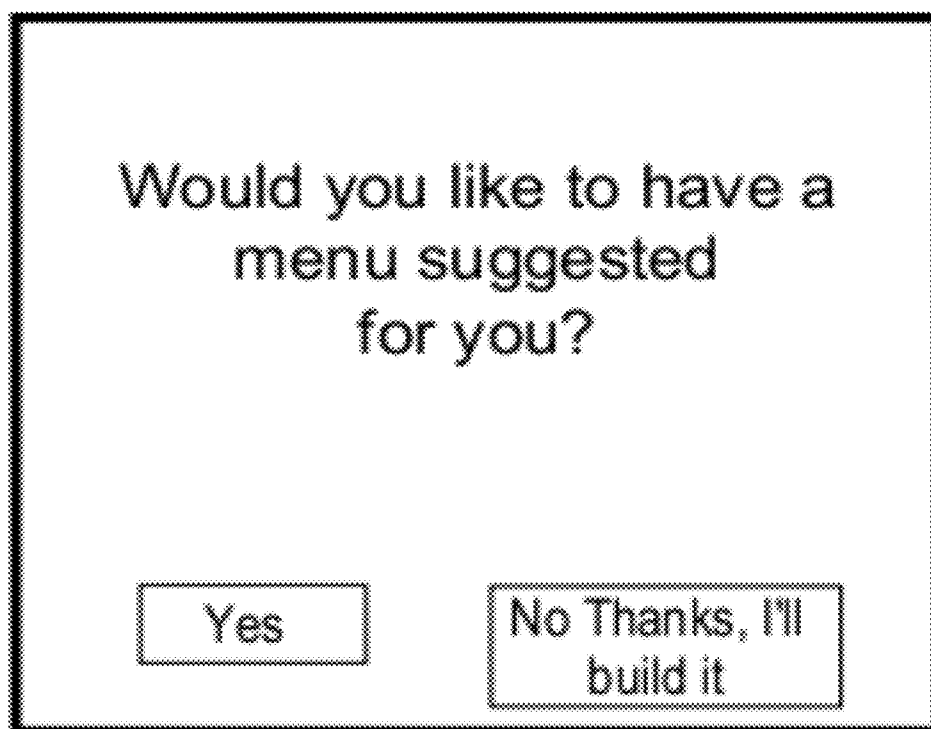 Would you like to have a
menu suggested
for you?
Yes
No Thanks, I'll
build it